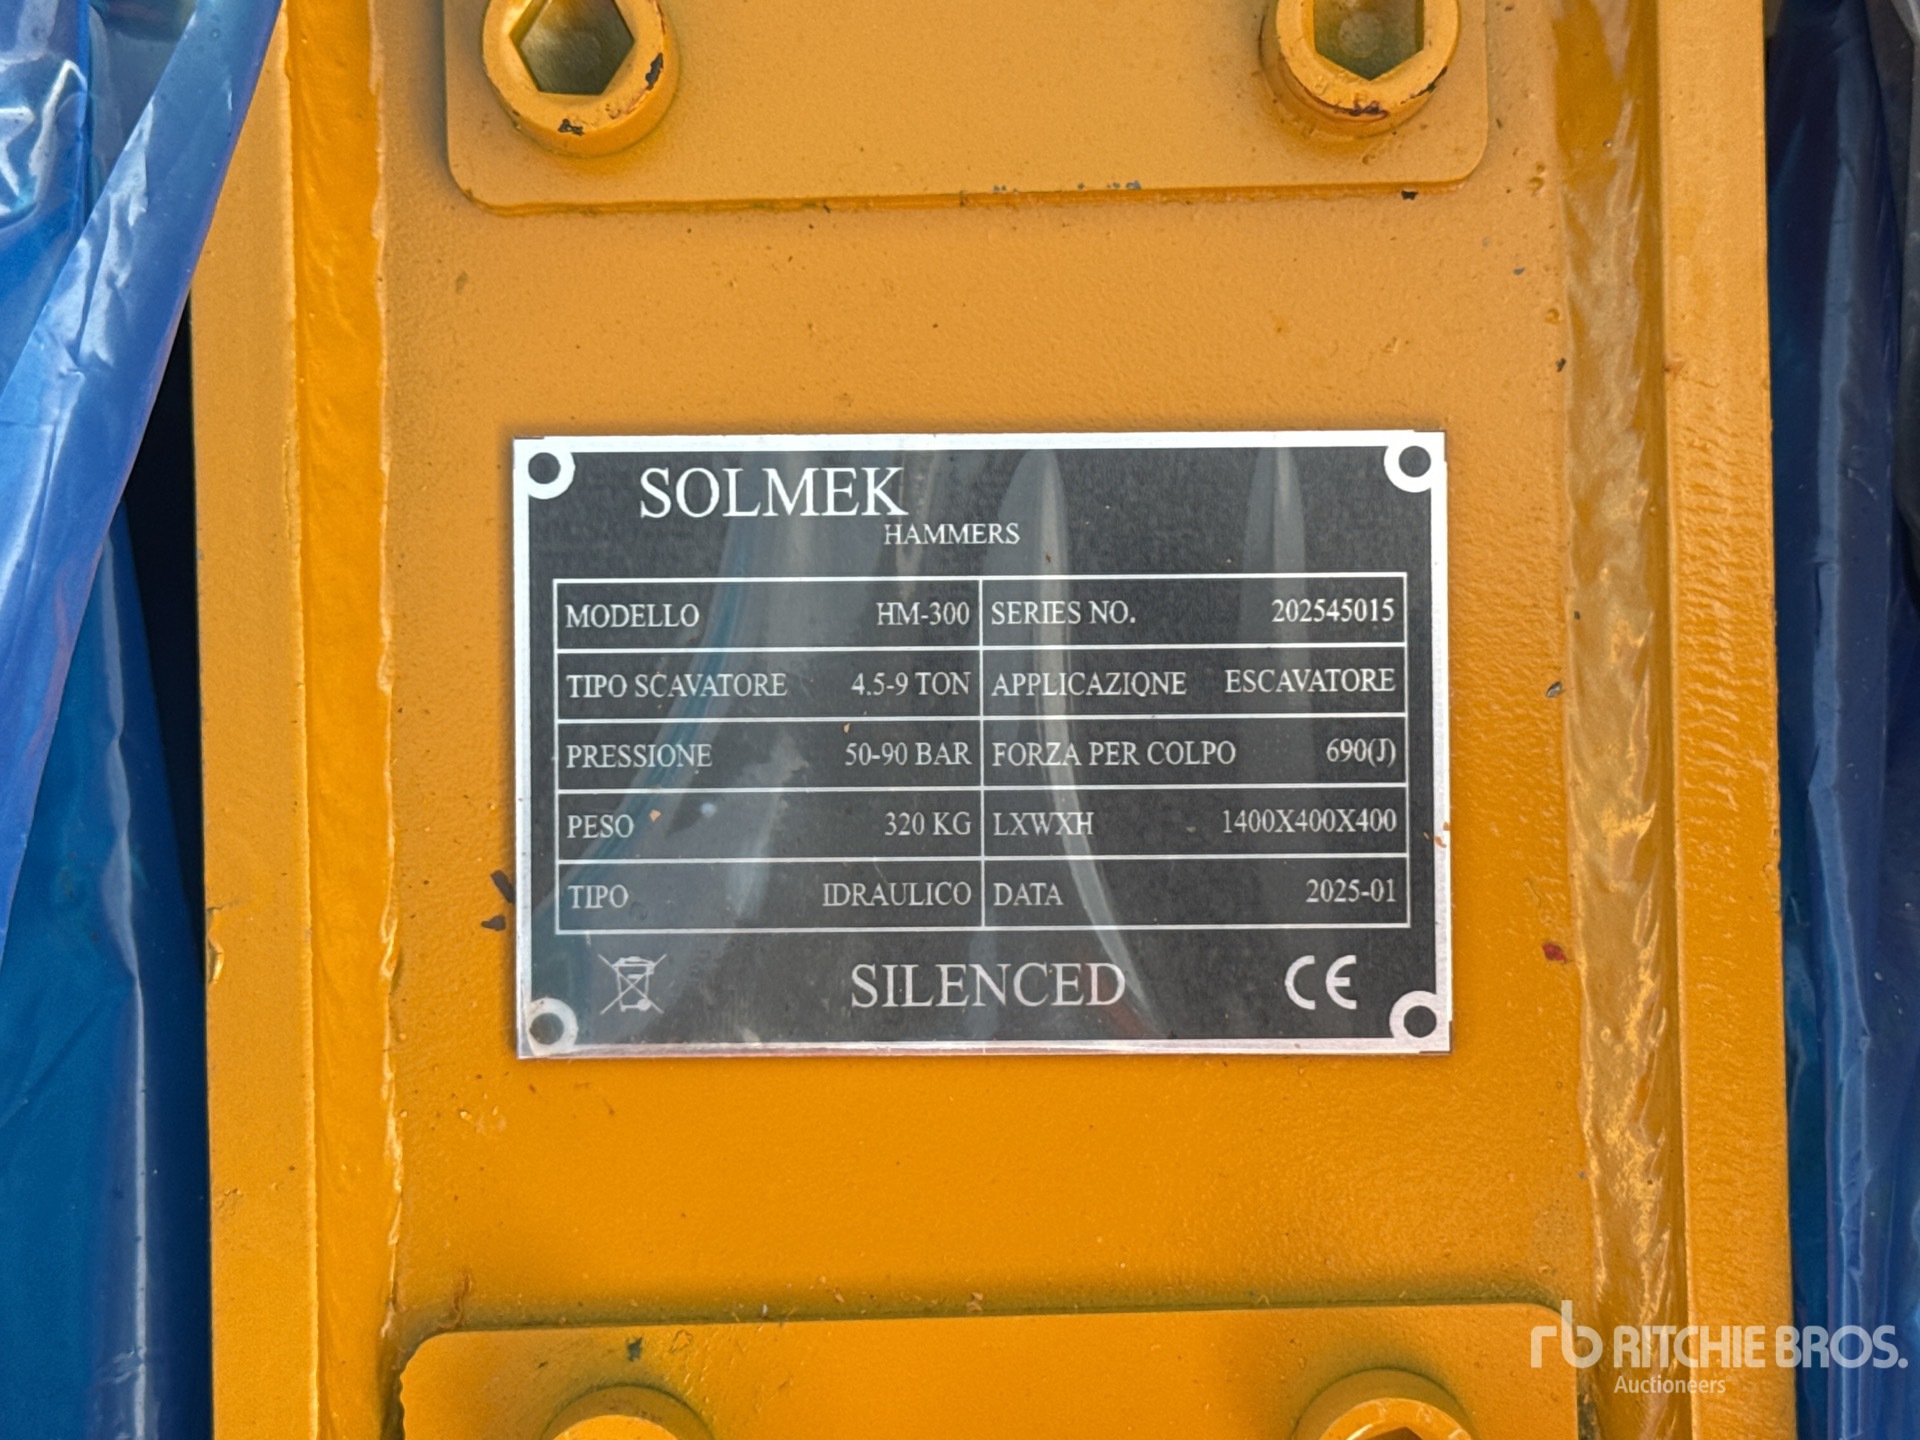 SOLMEK
HAMMERS
MODELLO HM-300 SERIES NO. 202545015
TIPO SCAVATORE 4.5-9 TON APPLICAZIQNE ESCAVATORE
PRESSIONE 50-90 BAR FORZA PER COLPO 690(J)
PESO 320 KG LXWXH 1400X400X400
TIPO IDRAULICO DATA 2025-01
SILENCED CE
rb RITCHIE BROS.
Auctioneers